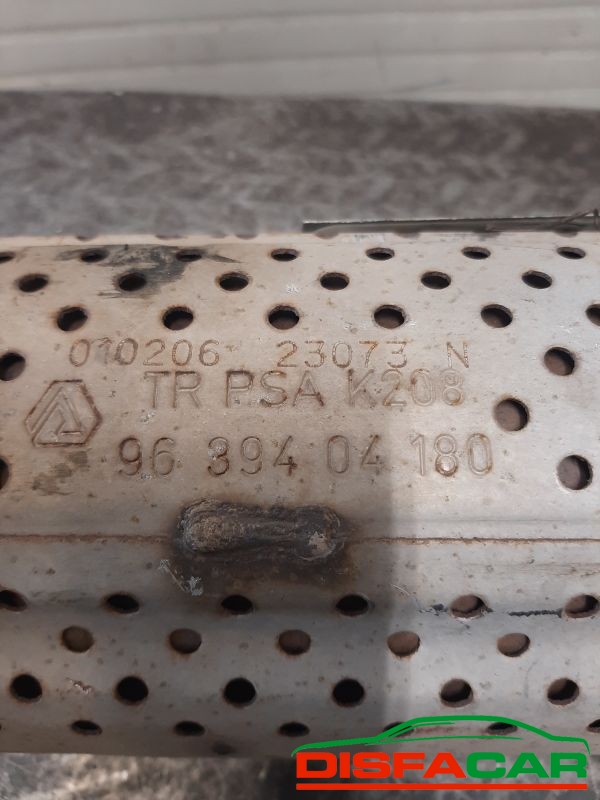 010206 23073 N
TR PSA K208
96 394 04 180
DISFACAR